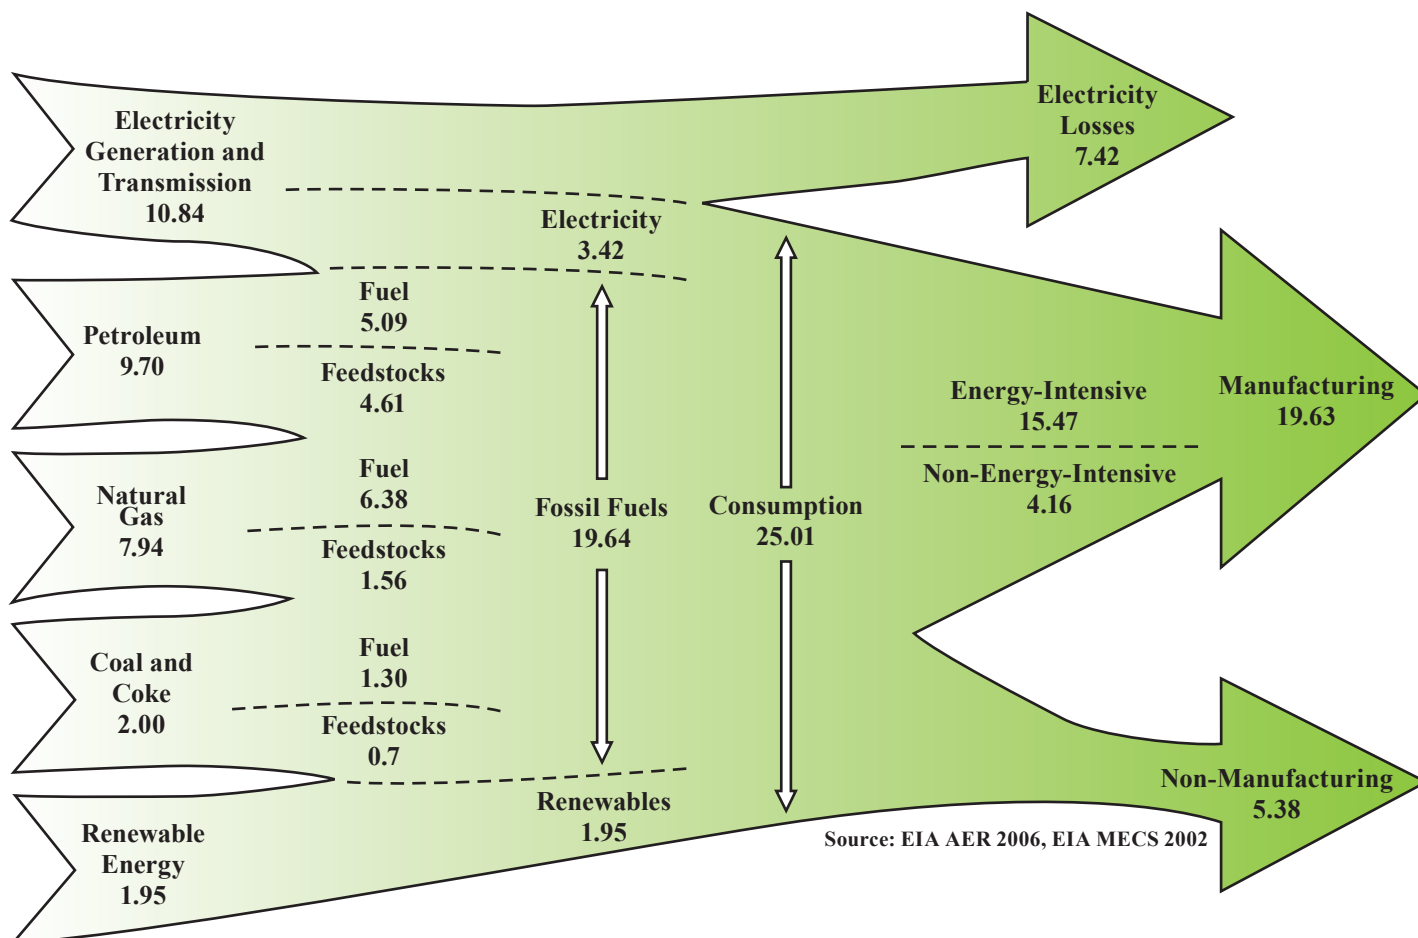 Electricity
Generation and
Transmission
10.84
Electricity
Losses
7.42
Electricity
3.42
Petroleum
9.70
Fuel
5.09
Feedstocks
4.61
Natural
Gas
7.94
Fuel
6.38
Feedstocks
1.56
Coal and
Coke
2.00
Fuel
1.30
Feedstocks
0.7
Renewable
Energy
1.95
Fossil Fuels
19.64
Renewables
1.95
Consumption
25.01
Energy-Intensive
15.47
Non-Energy-Intensive
4.16
Manufacturing
19.63
Non-Manufacturing
5.38
Source: EIA AER 2006, EIA MECS 2002